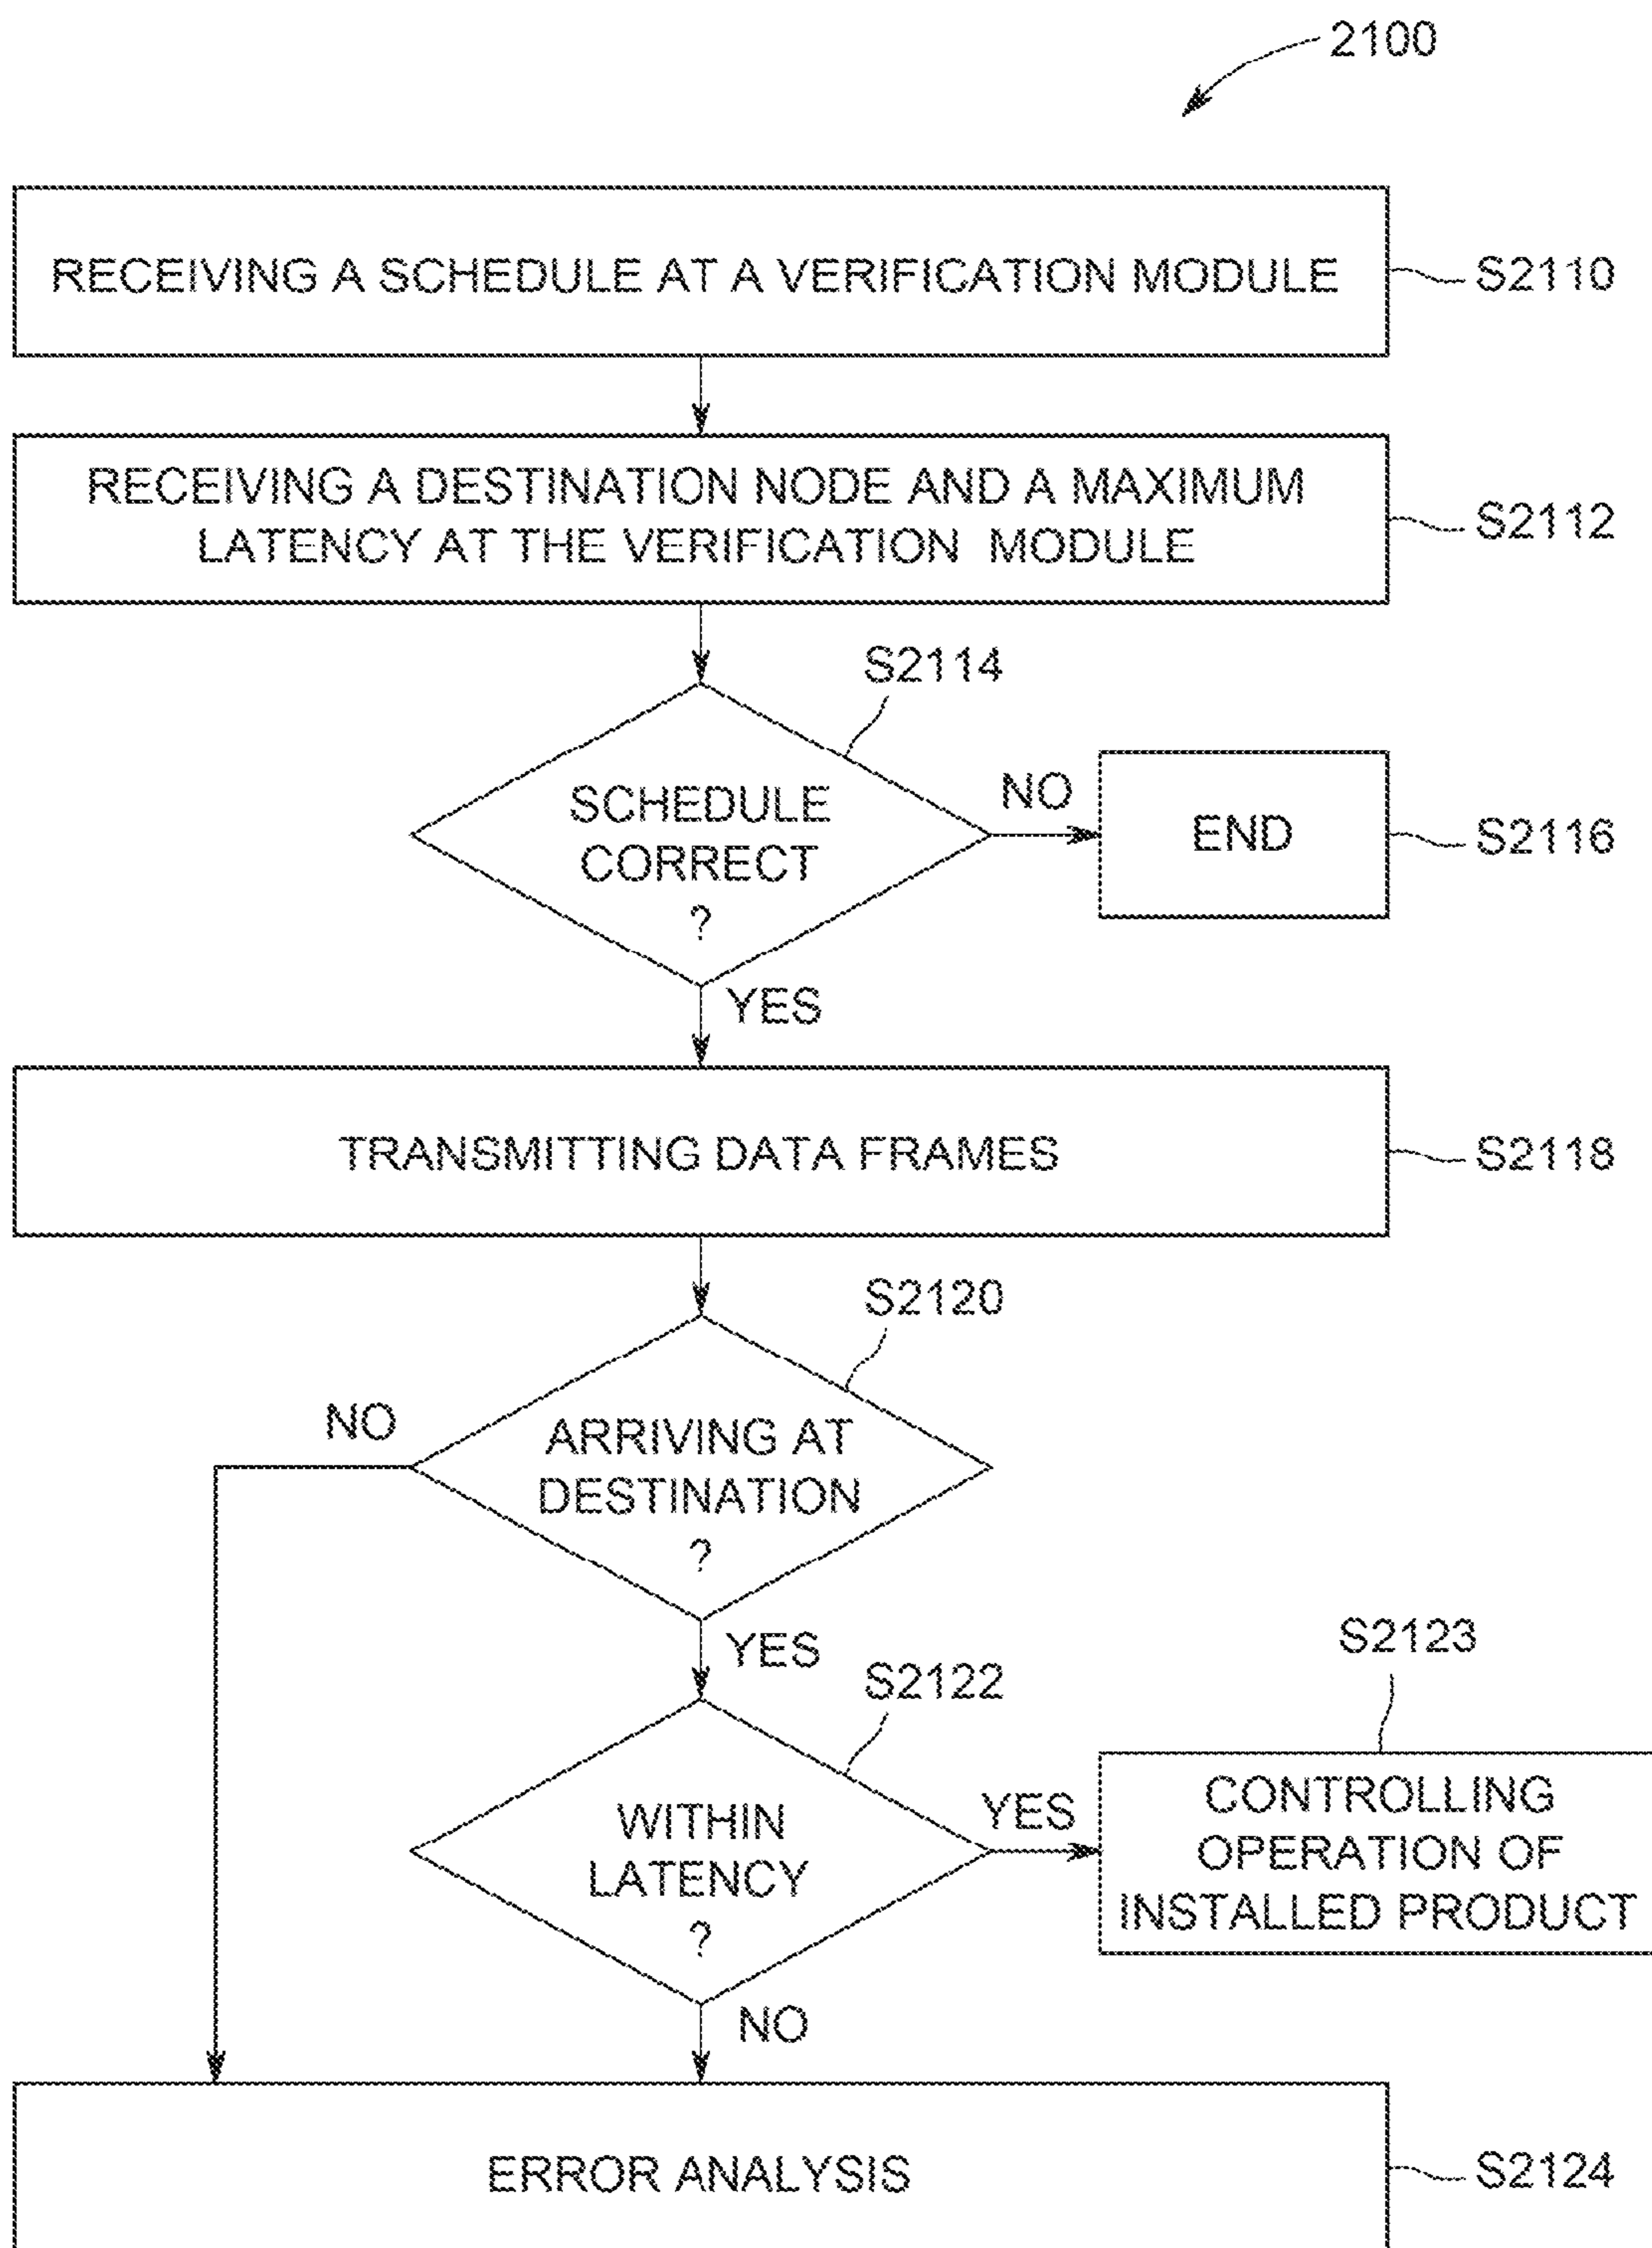 2100
RECEIVING A SCHEDULE AT A VERIFICATION MODULE
S2110
RECEIVING A DESTINATION NODE AND A MAXIMUM
LATENCY AT THE VERIFICATION MODULE
S2112
S2114
SCHEDULE
CORRECT
?
NO
END
S2116
YES
TRANSMITTING DATA FRAMES
S2118
S2120
NO
ARRIVING AT
DESTINATION
?
YES
S2122
S2123
WITHIN
LATENCY
?
YES
CONTROLLING
OPERATION OF
INSTALLED PRODUCT
NO
ERROR ANALYSIS
S2124